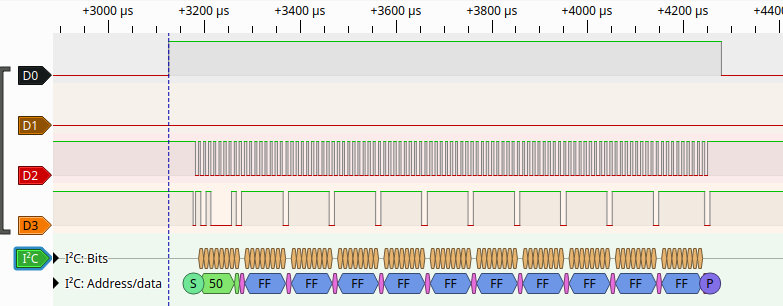 +3000 µs +3200 µs +3400 µs +3600 µs +3800 µs +4000 µs +4200 µs +4400
D0
D1
D2
D3
I²C I²C: Bits
I²C: Address/data S 50 FF FF FF FF FF FF FF FF FF FF P